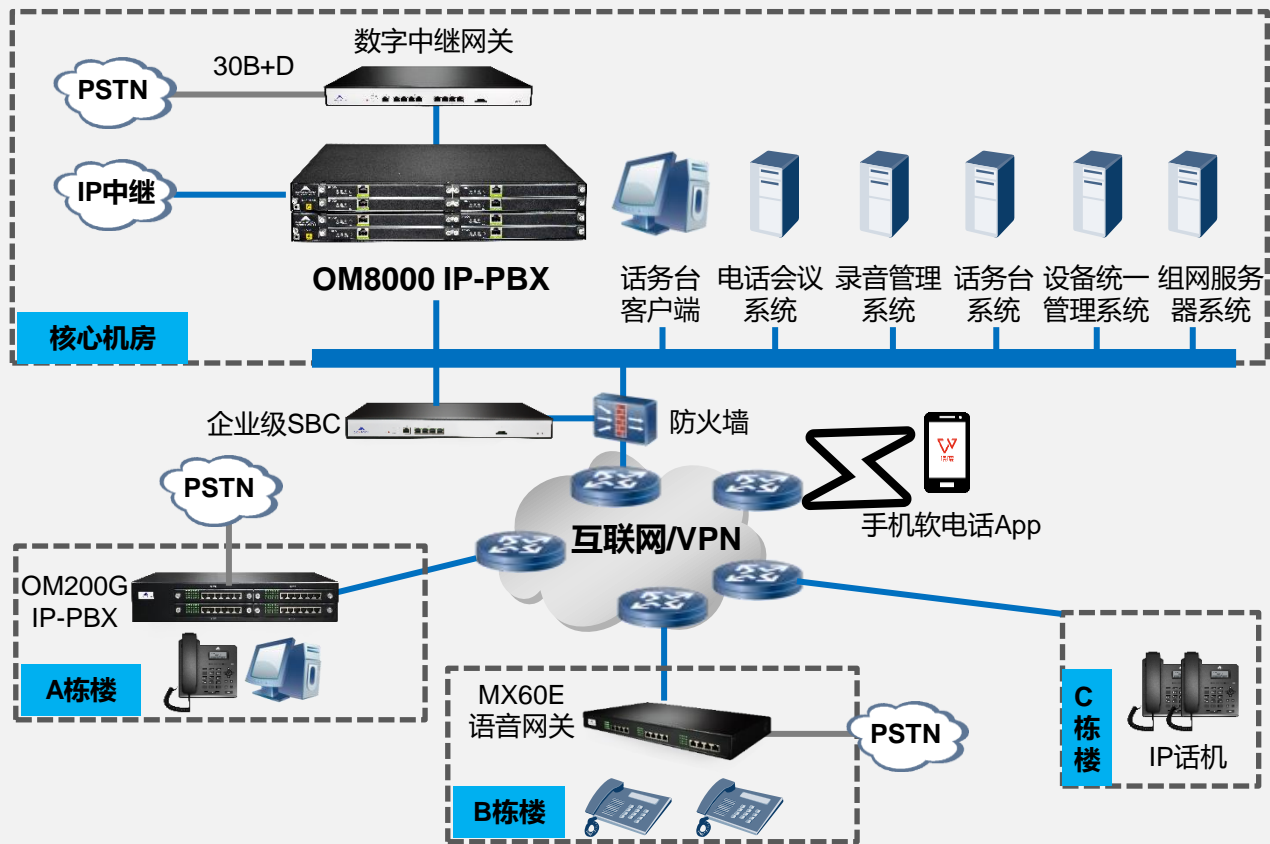 数字中继网关
30B+D
PSTN
IP中继
OM8000 IP-PBX
话务台
客户端
电话会议
系统
录音管理
系统
话务台
系统
设备统一
管理系统
组网服务
器系统
核心机房
企业级SBC
防火墙
PSTN
互联网/VPN
手机软电话App
OM200G
IP-PBX
A栋楼
MX60E
语音网关
PSTN
B栋楼
C
栋
楼
IP话机